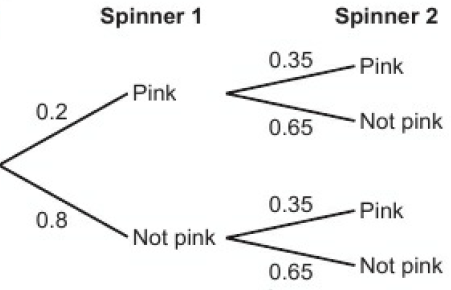 Spinner 1 Spinner 2
0.35 Pink
0.2 Pink
0.65 Not pink
0.35 Pink
0.8 Not pink
0.65 Not pink